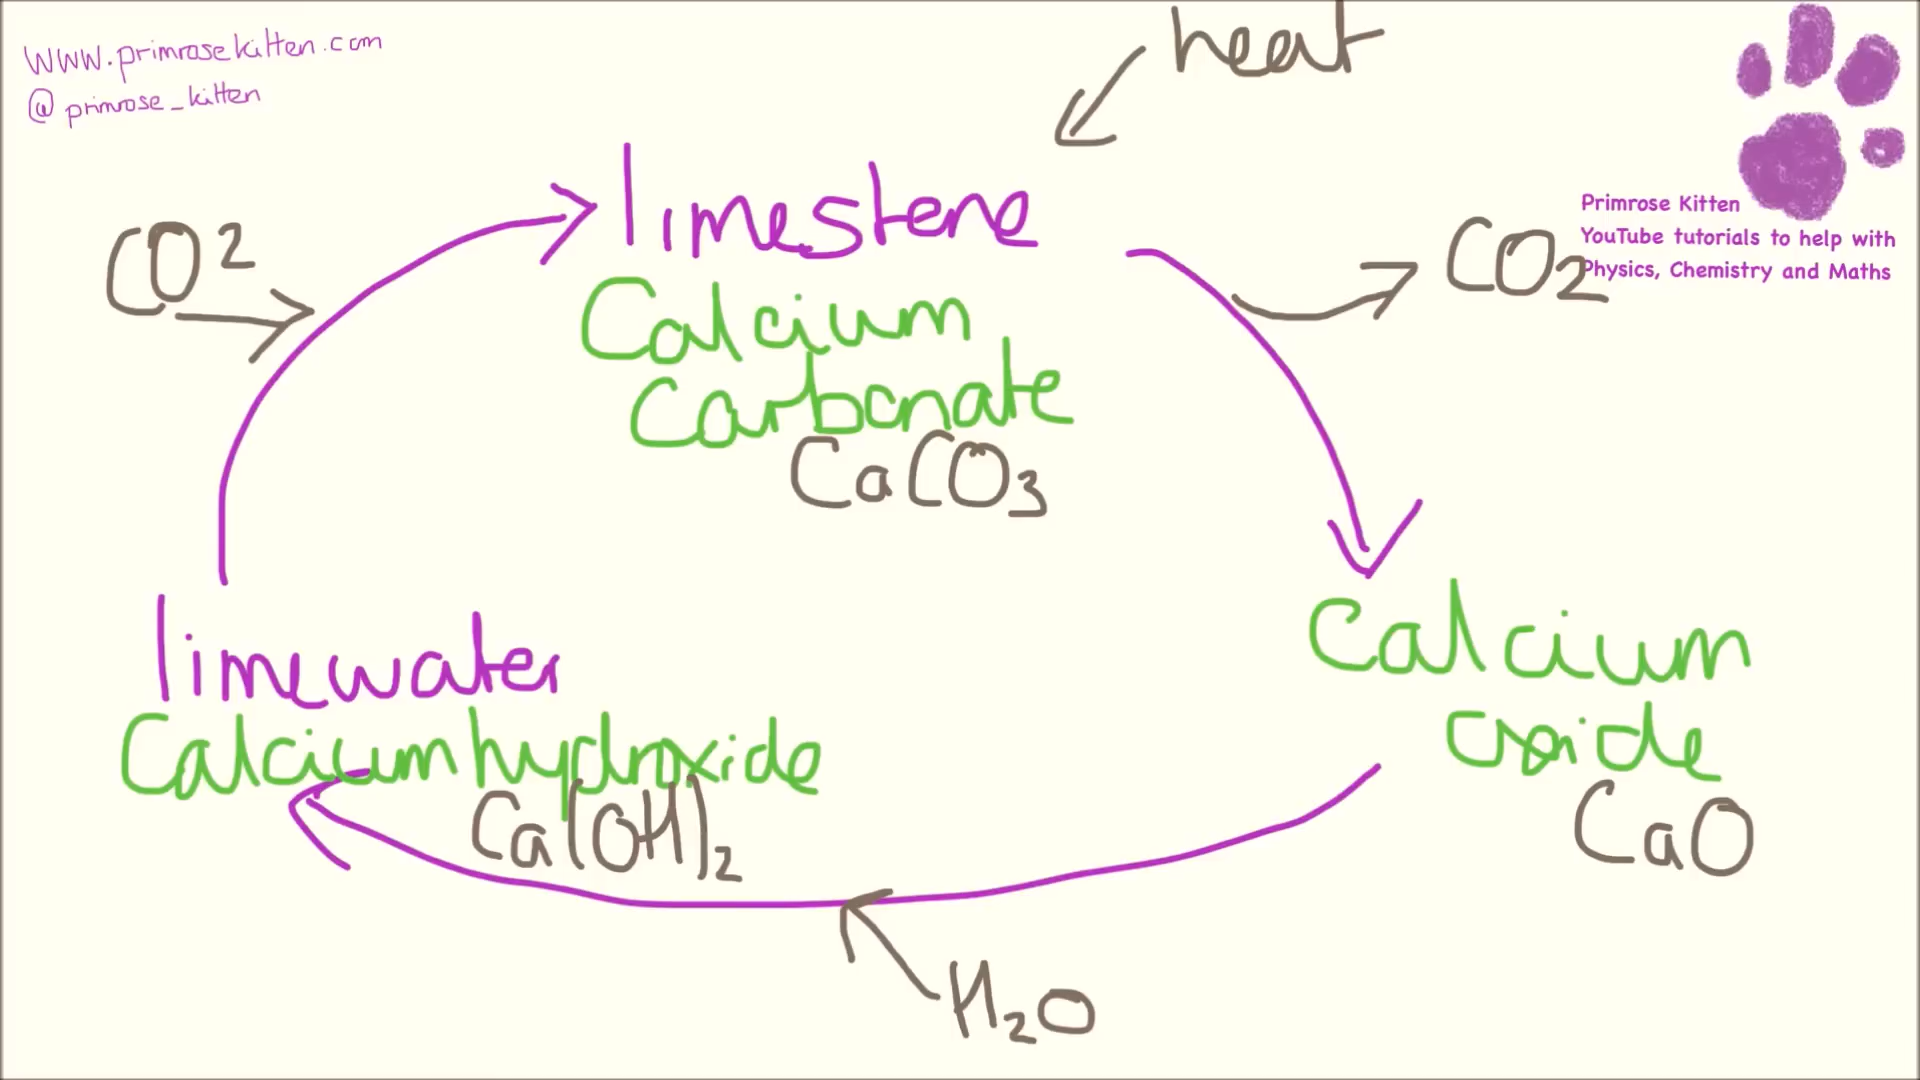 www.primrosekitten.com
@primrose_kitten
heat
Primrose Kitten
YouTube tutorials to help with
Physics, Chemistry and Maths
CO2
limestone
CO2
Calcium
Carbonate
CaCO3
limewater
Calcium hydroxide
Ca(OH)2
Calcium
oxide
CaO
H2O